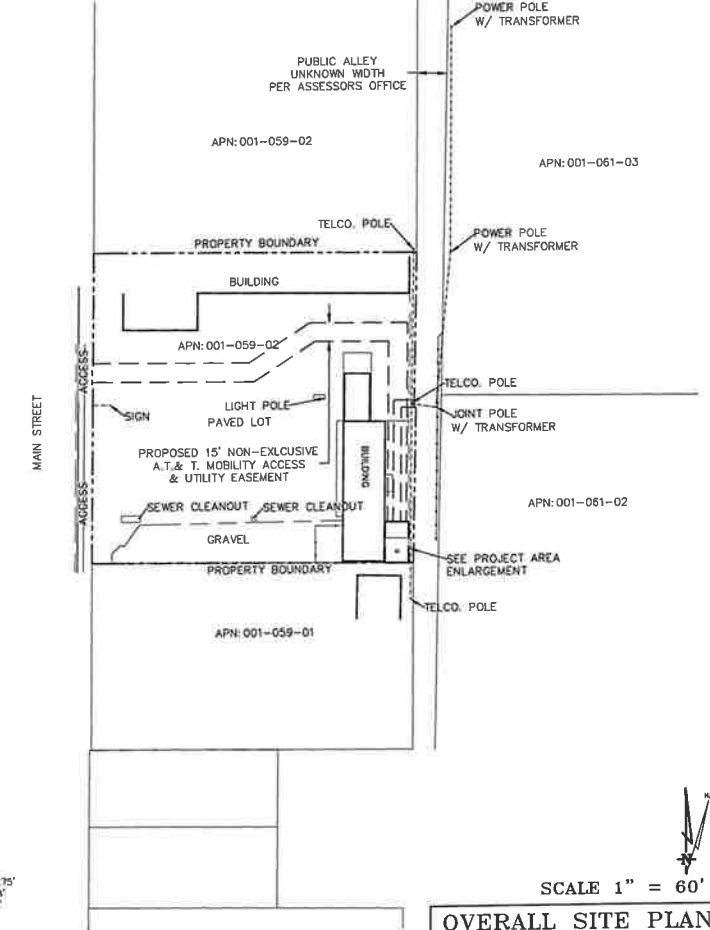 POWER POLE
W/ TRANSFORMER
PUBLIC ALLEY
UNKNOWN WIDTH
PER ASSESSORS OFFICE
APN: 001-059-02
APN: 001-061-03
TELCO. POLE
PROPERTY BOUNDARY
POWER POLE
W/ TRANSFORMER
BUILDING
APN: 001-059-02
ACCESS
TELCO. POLE
LIGHT POLE
SIGN
JOINT POLE
W/ TRANSFORMER
PAVED LOT
MAIN STREET
PROPOSED 15' NON-EXLCUSIVE
A.T.& T. MOBILITY ACCESS
& UTILITY EASEMENT
BUILDING
ACCESS
SEWER CLEANOUT
SEWER CLEANOUT
APN: 001-061-02
GRAVEL
SEE PROJECT AREA
ENLARGEMENT
PROPERTY BOUNDARY
TELCO. POLE
APN: 001-059-01
N
75'
SCALE 1" = 60'
OVERALL SITE PLAN